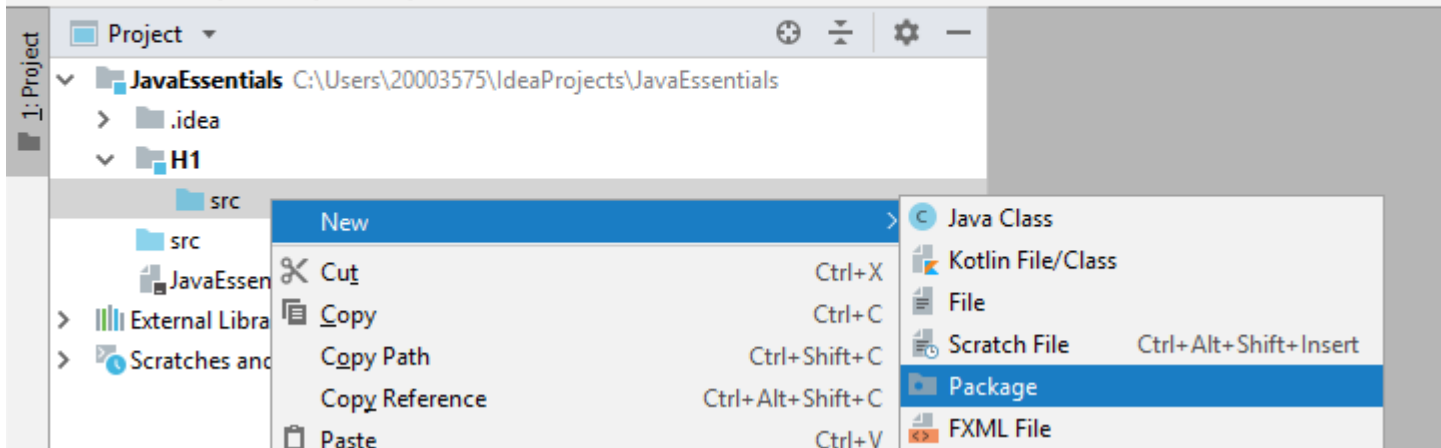 1: Project
Project
JavaEssentials C:\Users\20003575\IdeaProjects\JavaEssentials
.idea
H1
src
src
JavaEssen
External Libra
Scratches and
New
Cut Ctrl+X
Copy Ctrl+C
Copy Path Ctrl+Shift+C
Copy Reference Ctrl+Alt+Shift+C
Paste Ctrl+V
C Java Class
Kotlin File/Class
File
Scratch File Ctrl+Alt+Shift+Insert
Package
FXML File